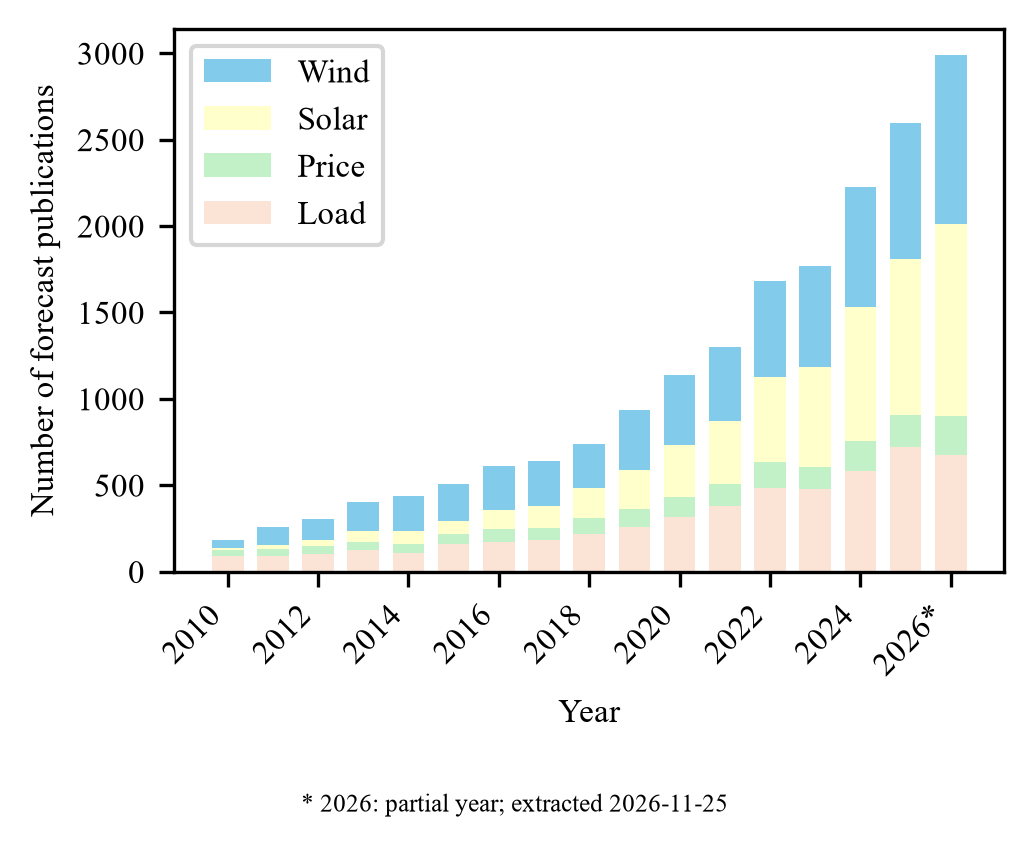 Number of forecast publications
3000
2500
2000
1500
1000
500
0
Wind
Solar
Price
Load
2010
2012
2014
2016
2018
2020
2022
2024
2026*
Year
* 2026: partial year; extracted 2026-11-25